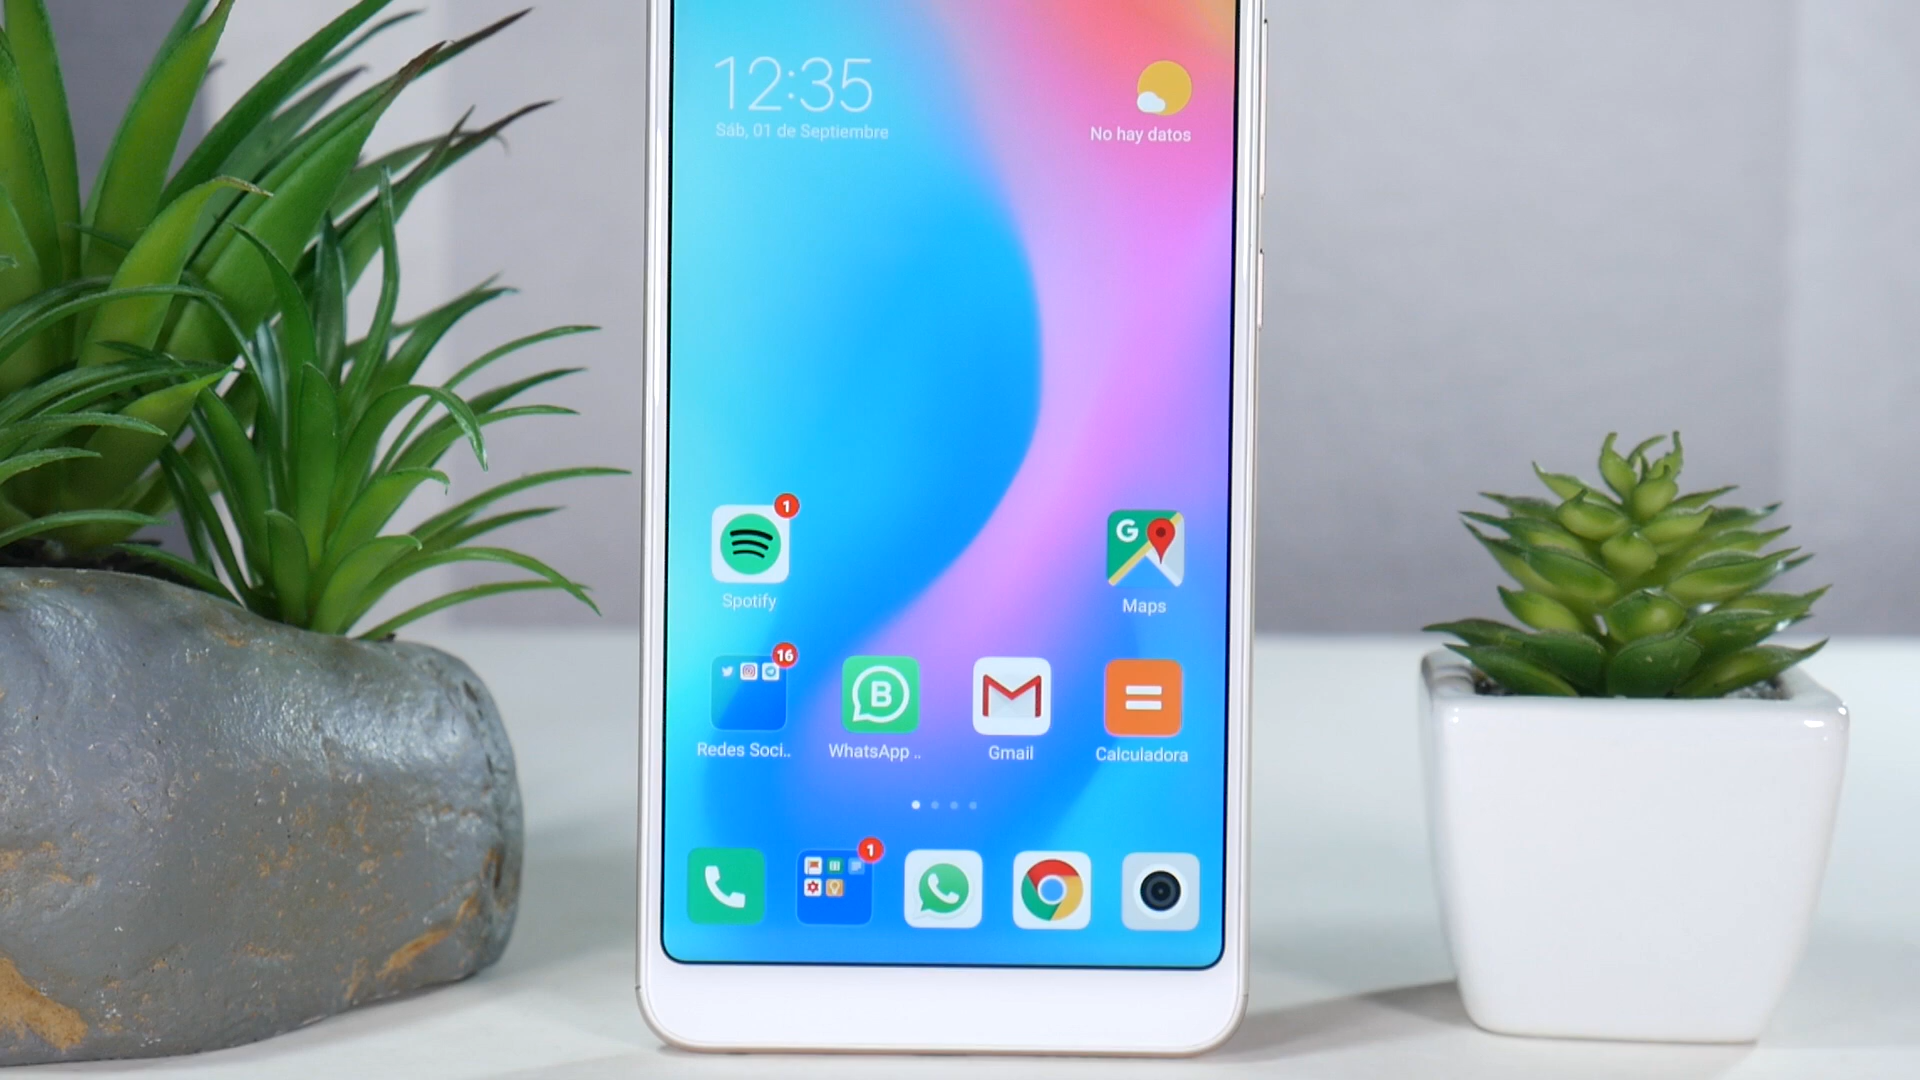 12:35
Sáb, 01 de Septiembre
No hay datos
1
G
Spotify
Maps
16
B
Redes Soci..
WhatsApp ..
Gmail
Calculadora
1